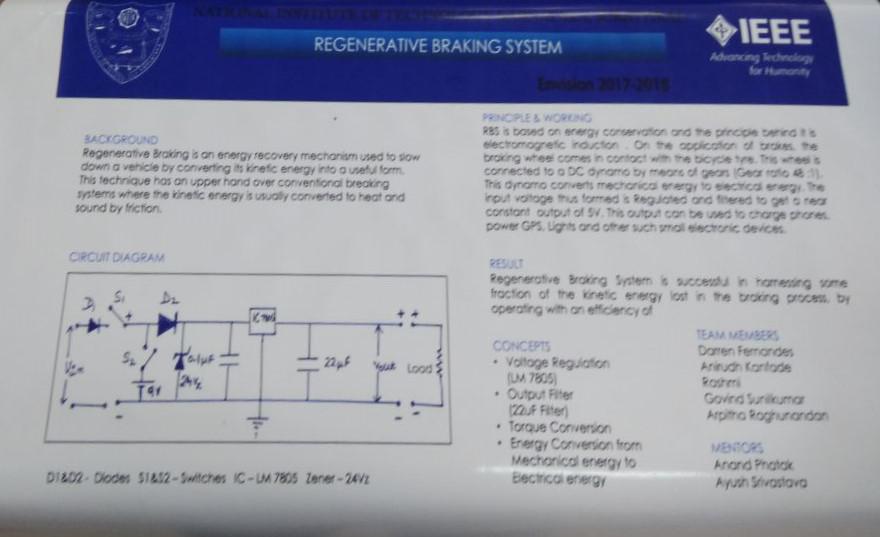 NATIONAL INSTITUTE OF TECHNOLOGY
REGENERATIVE BRAKING SYSTEM
Envision 2017-2018
IEEE
Advancing Technology
for Humanity
BACKGROUND
Regenerative Braking is an energy recovery mechanism used to slow
down a vehicle by converting its kinetic energy into a useful form.
This technique has an upper hand over conventional breaking
systems where the kinetic energy is usually converted to heat and
sound by friction.
CIRCUIT DIAGRAM
D1 S1 D2
+
IC 7805
+ +
S2
9V
24Vz
0.1μF
22μF
Vin
Vout
Load
-
- -
D1&D2 - Diodes S1&S2 – Switches IC – LM 7805 Zener – 24Vz
PRINCIPLE & WORKING
RBS is based on energy conservation and the principle behind it is
electromagnetic induction . On the application of brakes, the
braking wheel comes in contact with the bicycle tyre. This wheel is
connected to a DC dynamo by means of gears (Gear ratio 48 :1).
This dynamo converts mechanical energy to electrical energy. The
input voltage thus formed is Regulated and filtered to get a near
constant output of 5V. This output can be used to charge phones,
power GPS, Lights and other such small electronic devices.
RESULT
Regenerative Braking System is successful in harnessing some
fraction of the kinetic energy lost in the braking process, by
operating with an efficiency of
CONCEPTS
• Voltage Regulation
(LM 7805)
• Output Filter
(22uF Filter)
• Torque Conversion
• Energy Conversion from
Mechanical energy to
Electrical energy
TEAM MEMBERS
Darren Fernandes
Anirudh Kanfade
Rashmi
Govind Sunilkumar
Arpitha Raghunandan
MENTORS
Anand Phatak
Ayush Srivastava